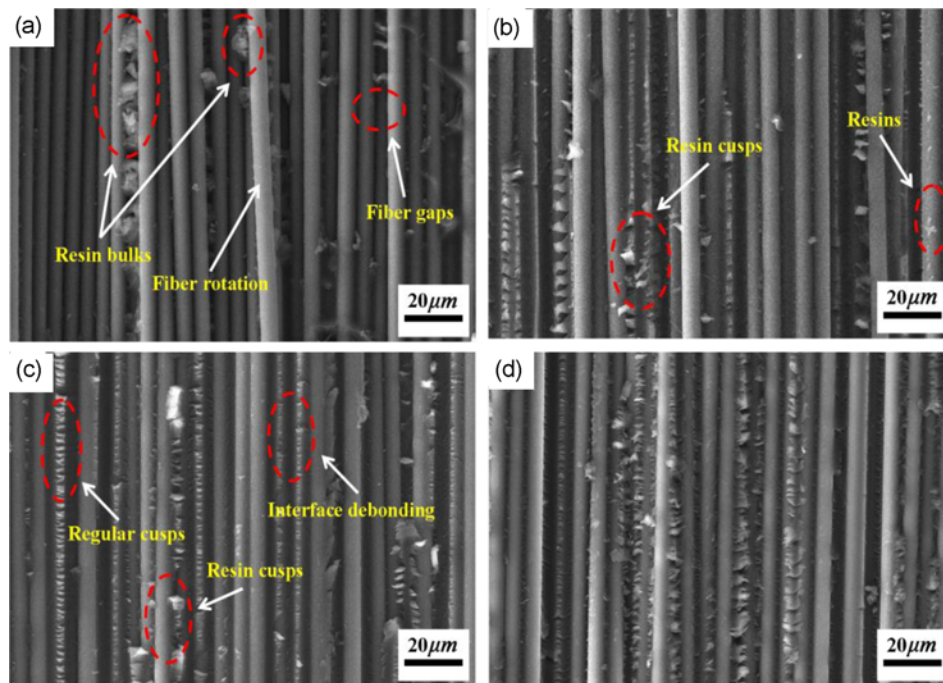 (a)
Resin bulks
Fiber rotation
Fiber gaps
20μm
(b)
Resin cusps
Resins
20μm
(c)
Regular cusps
Resin cusps
Interface debonding
20μm
(d)
20μm